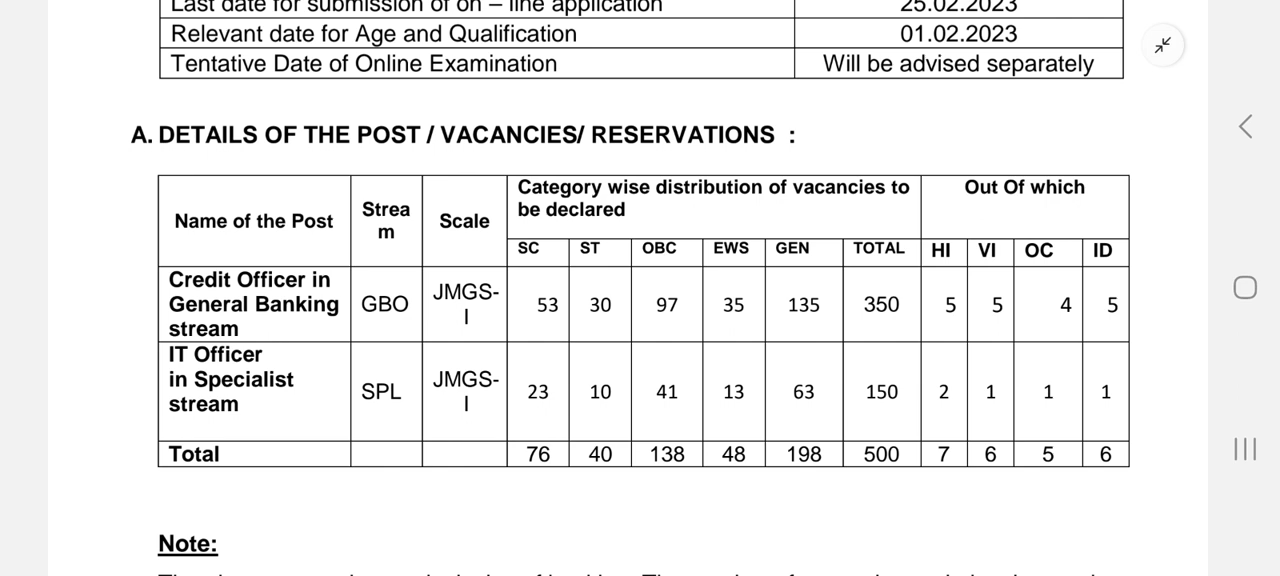 Last date for submission of on – line application 25.02.2023
Relevant date for Age and Qualification 01.02.2023
Tentative Date of Online Examination Will be advised separately
A. DETAILS OF THE POST / VACANCIES/ RESERVATIONS :
Name of the Post Strea m Scale Category wise distribution of vacancies to be declared Out Of which
SC ST OBC EWS GEN TOTAL HI VI OC ID
Credit Officer in General Banking stream GBO JMGS-I 53 30 97 35 135 350 5 5 4 5
IT Officer in Specialist stream SPL JMGS-I 23 10 41 13 63 150 2 1 1 1
Total 76 40 138 48 198 500 7 6 5 6
Note: